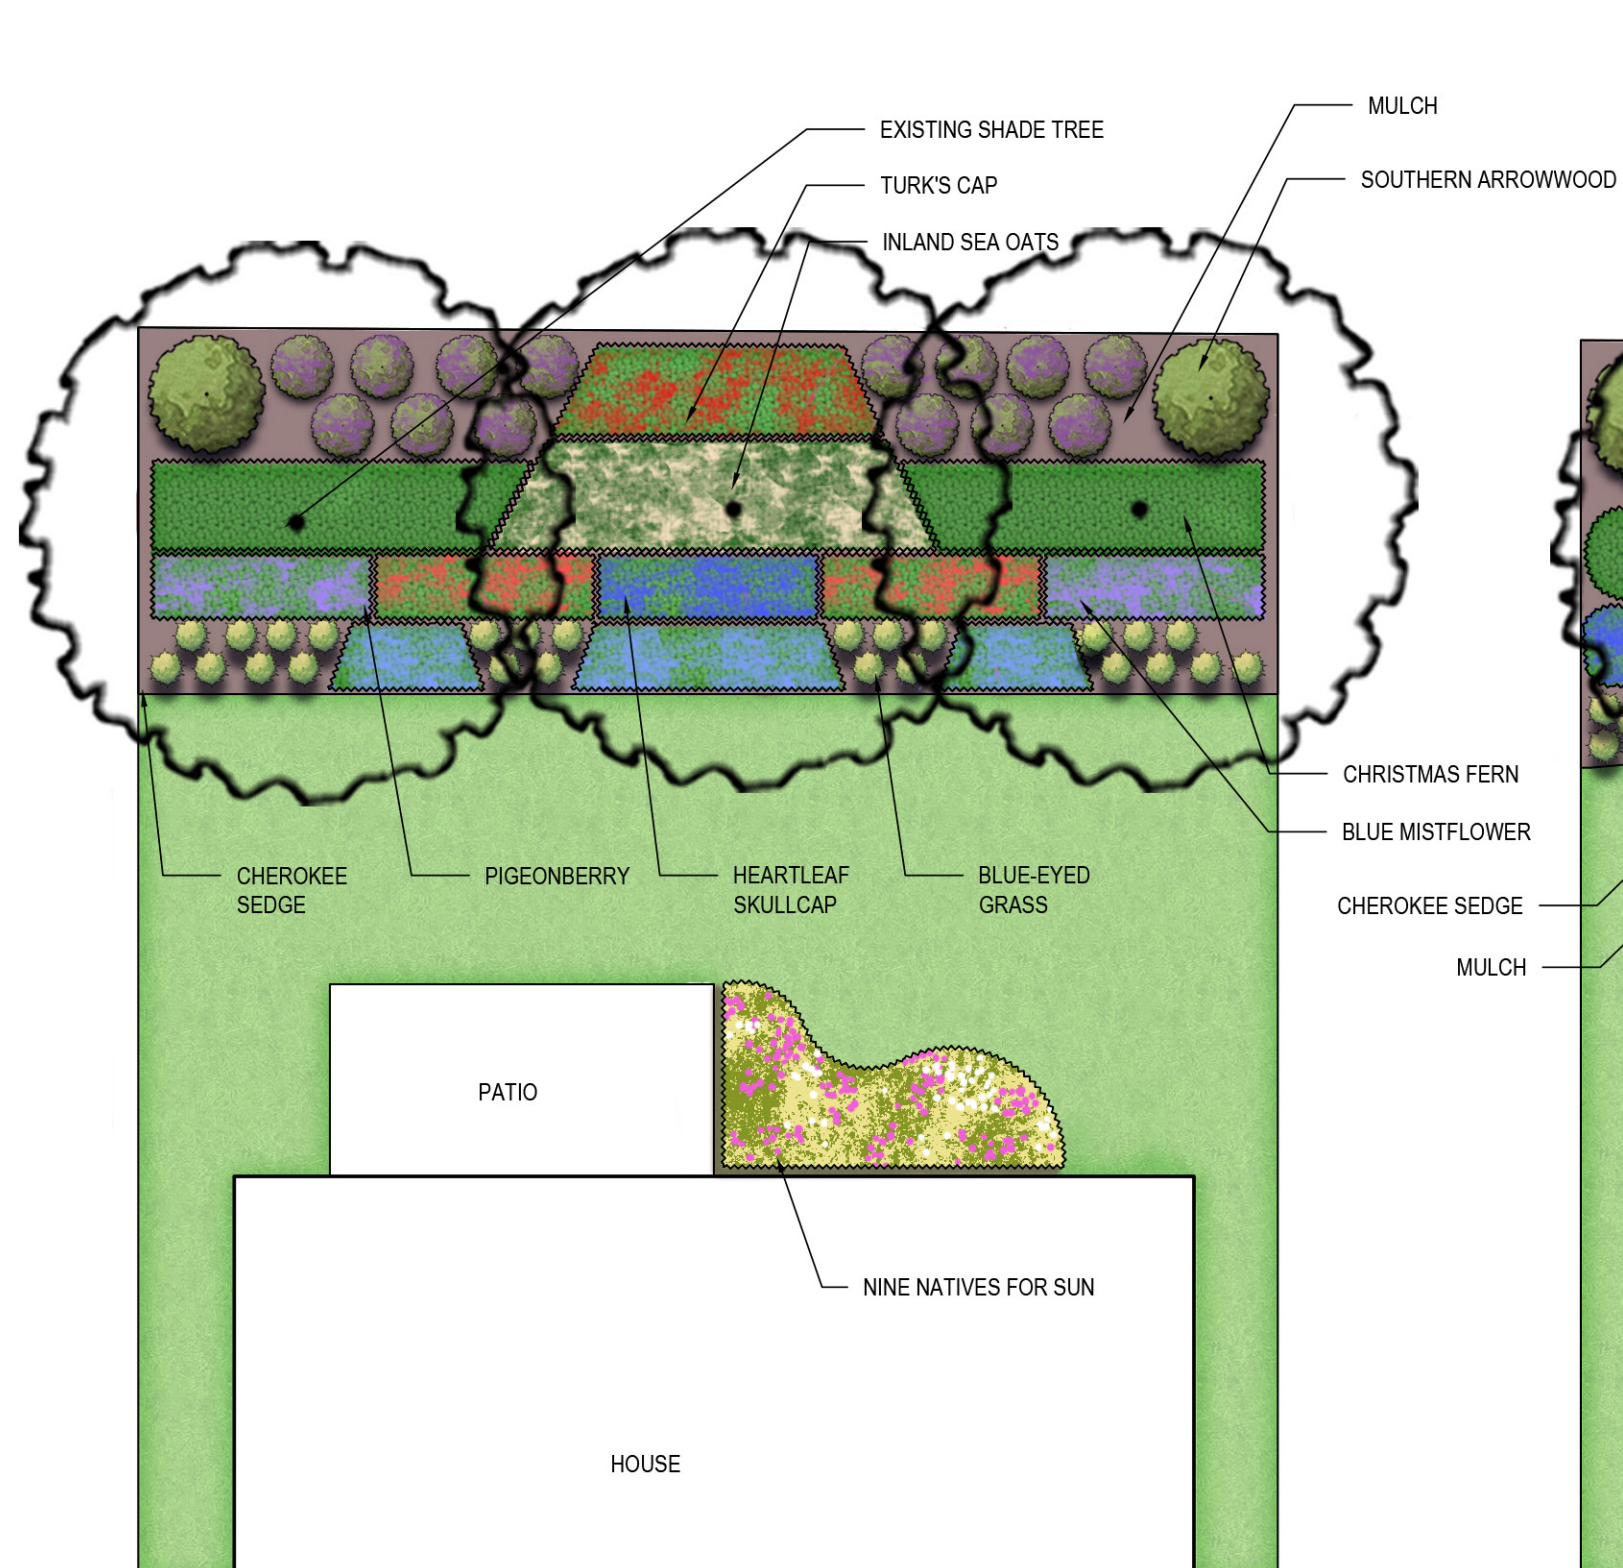 MULCH
EXISTING SHADE TREE
SOUTHERN ARROWWOOD
TURK'S CAP
INLAND SEA OATS
CHRISTMAS FERN
BLUE MISTFLOWER
CHEROKEE
SEDGE
PIGEONBERRY
HEARTLEAF
SKULLCAP
BLUE-EYED
GRASS
CHEROKEE SEDGE
MULCH
PATIO
NINE NATIVES FOR SUN
HOUSE